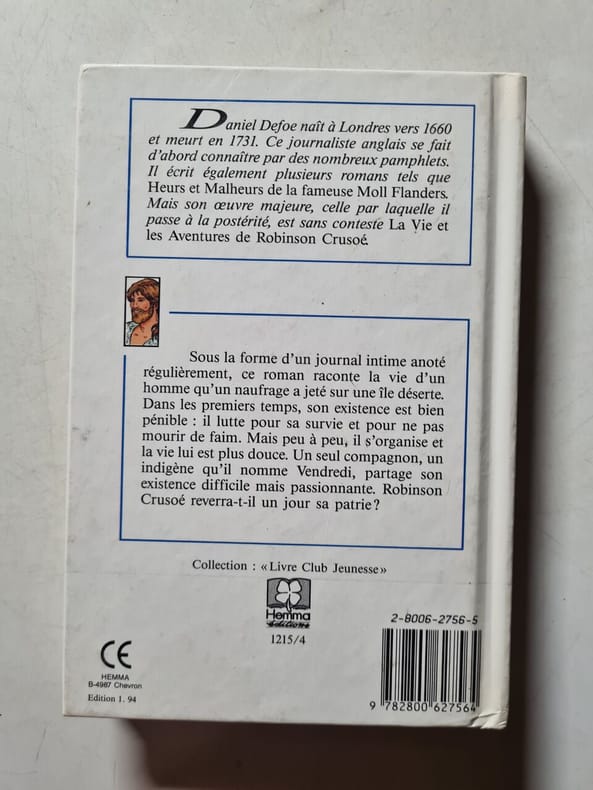 Daniel Defoe naît à Londres vers 1660
et meurt en 1731. Ce journaliste anglais se fait
d'abord connaître par des nombreux pamphlets.
Il écrit également plusieurs romans tels que
Heurs et Malheurs de la fameuse Moll Flanders.
Mais son œuvre majeure, celle par laquelle il
passe à la postérité, est sans conteste La Vie et
les Aventures de Robinson Crusoé.
Sous la forme d'un journal intime anoté
régulièrement, ce roman raconte la vie d'un
homme qu'un naufrage a jeté sur une île déserte.
Dans les premiers temps, son existence est bien
pénible : il lutte pour sa survie et pour ne pas
mourir de faim. Mais peu à peu, il s'organise et
la vie lui est plus douce. Un seul compagnon, un
indigène qu'il nomme Vendredi, partage son
existence difficile mais passionnante. Robinson
Crusoé reverra-t-il un jour sa patrie ?
Collection : « Livre Club Jeunesse »
Hemma
éditions
1215/4
CE
HEMMA
B-4987 Chevron
Edition 1. 94
2-8006-2756-5
9 782800 627564